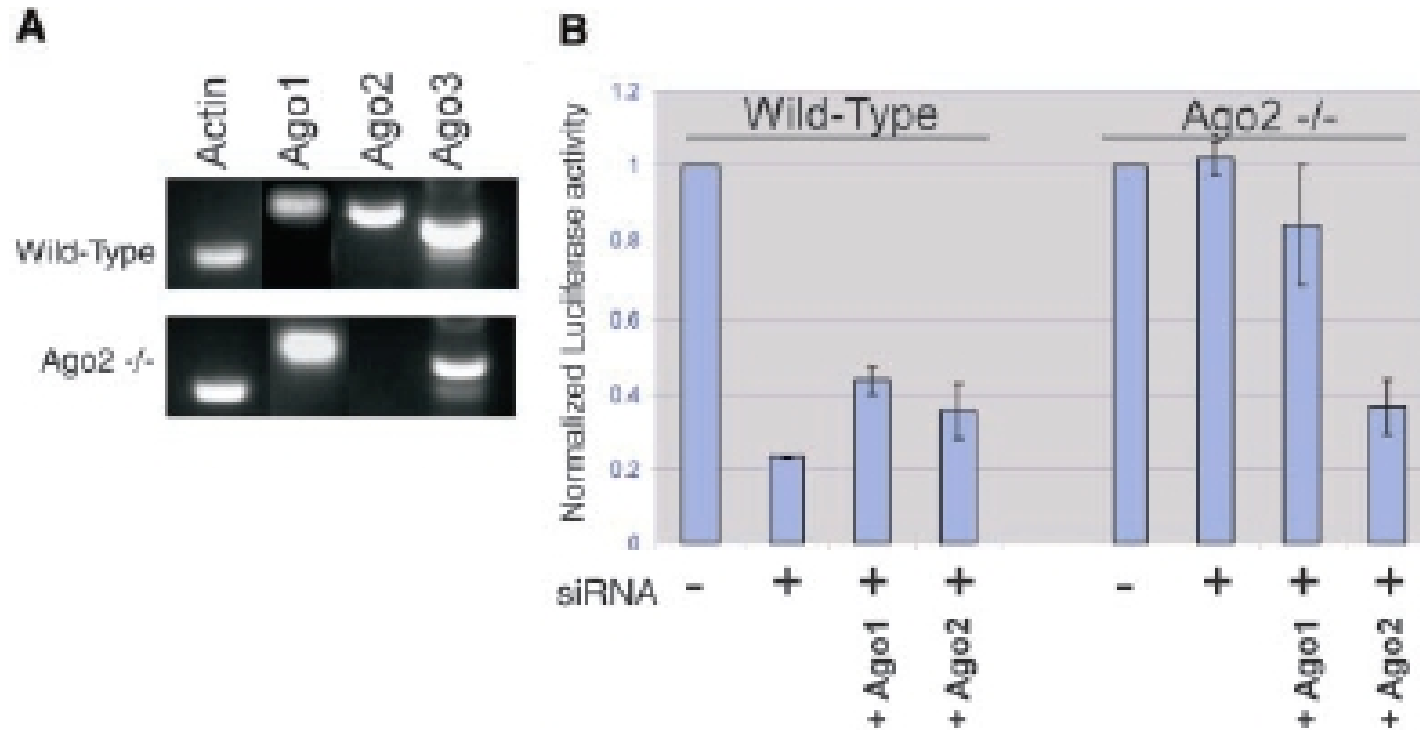 A
Actin
Ago1
Ago2
Ago3
Wild-Type
Ago2 -/-
B
Normalized Luciferase activity
1.2
1
0.8
0.6
0.4
0.2
0
Wild-Type
Ago2 -/-
siRNA - + + + - + + +
+ Ago1
+ Ago2
+ Ago1
+ Ago2